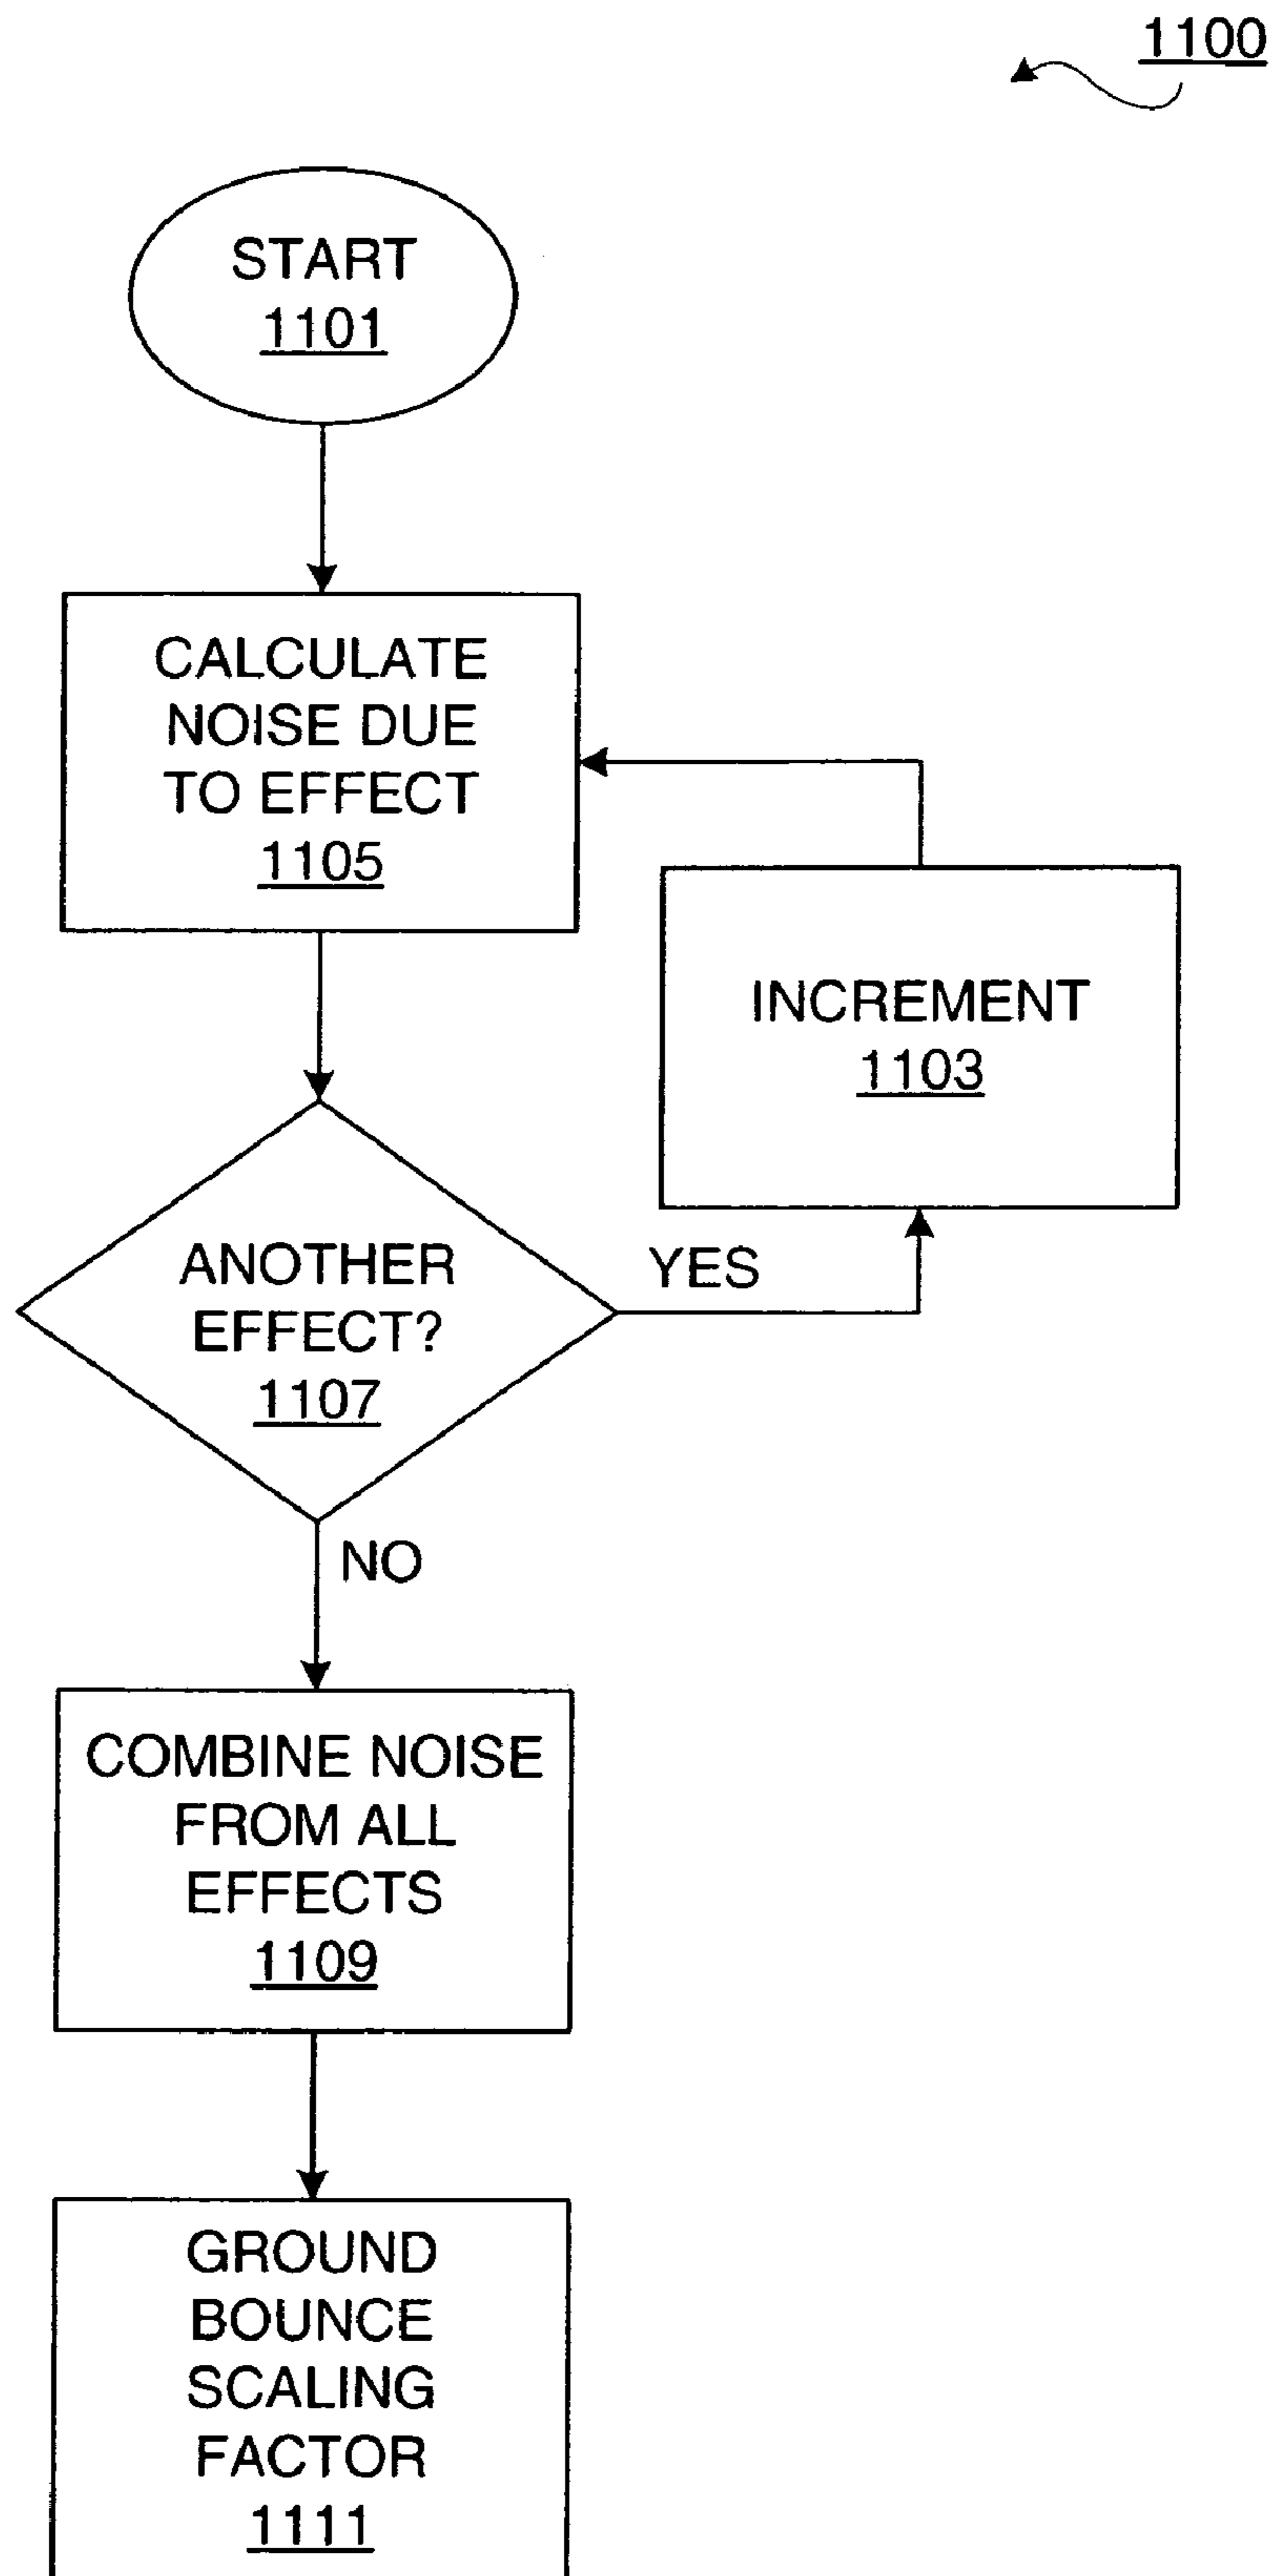 1100
START
1101
CALCULATE
NOISE DUE
TO EFFECT
1105
INCREMENT
1103
ANOTHER
EFFECT?
1107
YES
NO
COMBINE NOISE
FROM ALL
EFFECTS
1109
GROUND
BOUNCE
SCALING
FACTOR
1111